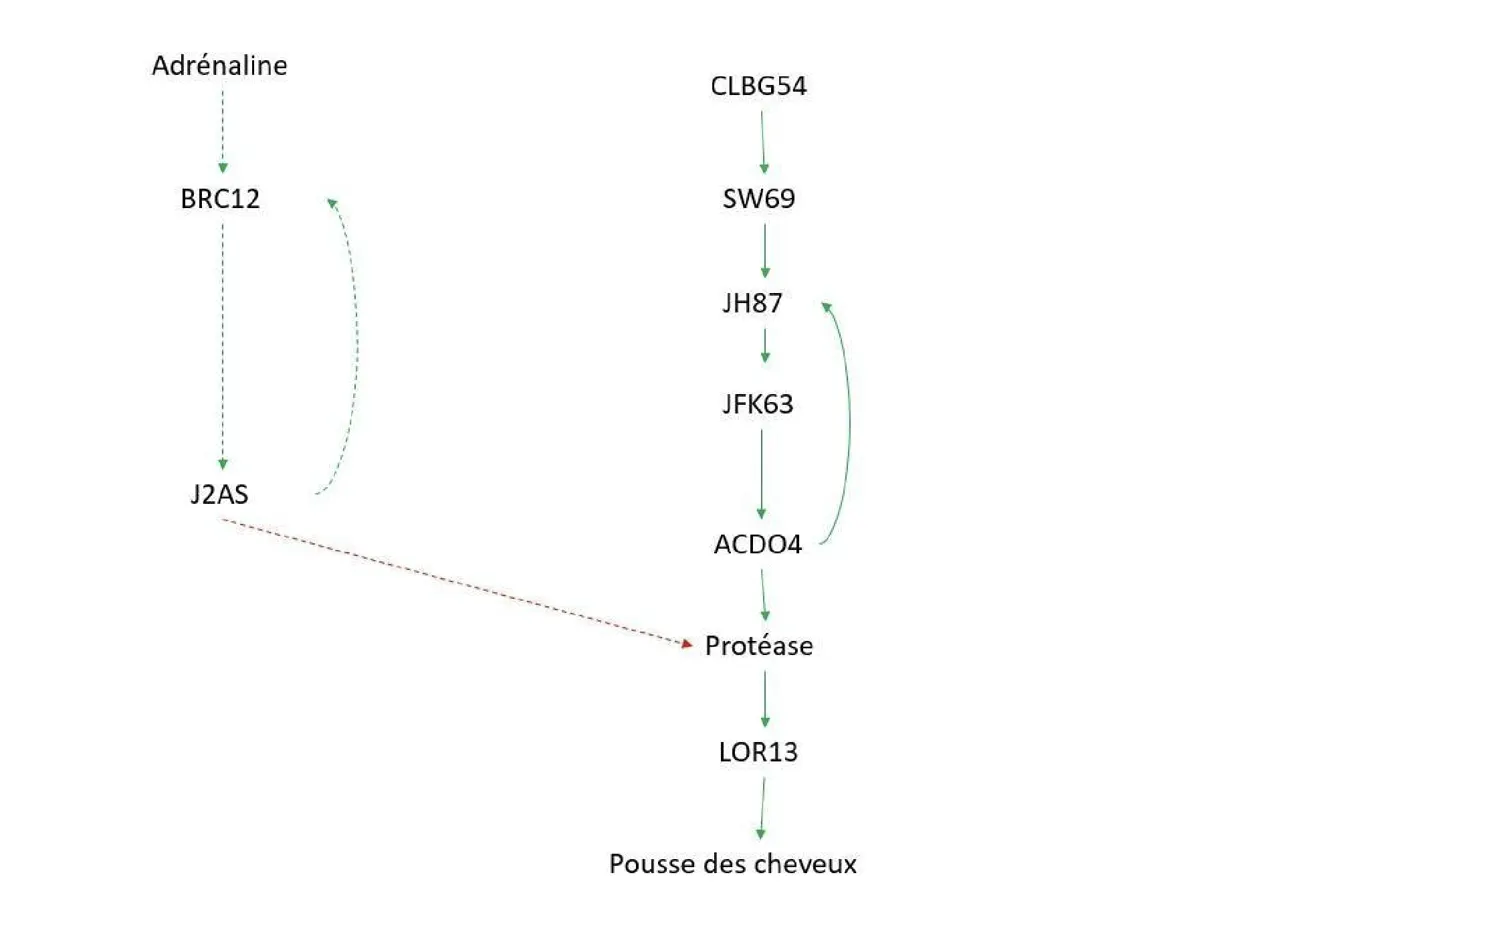 Adrénaline
BRC12
J2AS
CLBG54
SW69
JH87
JFK63
ACDO4
Protéase
LOR13
Pousse des cheveux